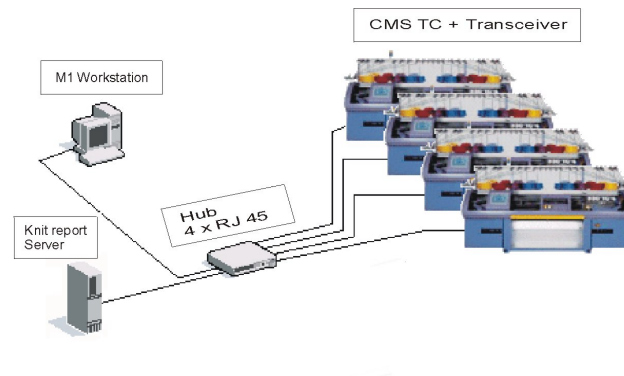 CMS TC + Transceiver
M1 Workstation
Hub
4 x RJ 45
Knit report
Server